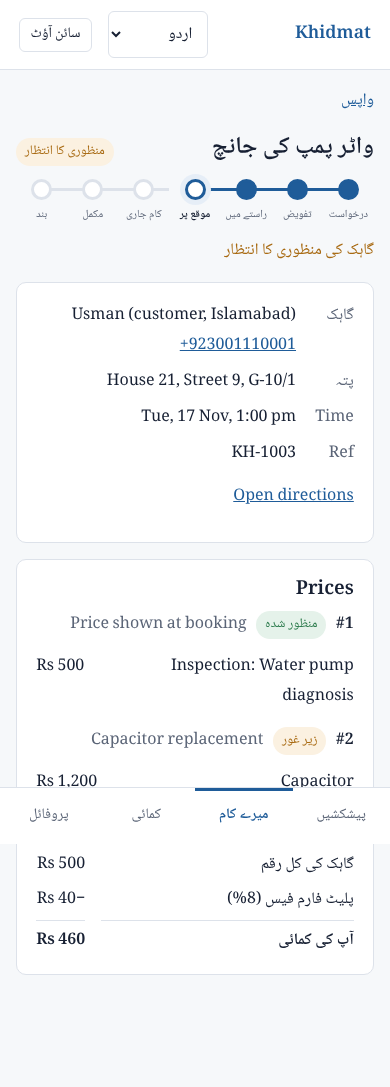 Khidmat
اردو
سائن آؤٹ
واپس
واٹر پمپ کی جانچ
منظوری کا انتظار
درخواست
تفویض
راستے میں
موقع پر
کام جاری
مکمل
بند
گاہک کی منظوری کا انتظار
گاہک Usman (customer, Islamabad)
+923001110001
پتہ House 21, Street 9, G-10/1
Time Tue, 17 Nov, 1:00 pm
Ref KH-1003
Open directions
Prices
#1 منظور شدہ Price shown at booking
Inspection: Water pump diagnosis Rs 500
#2 زیر غور Capacitor replacement
Capacitor Rs 1,200
پیشکشیں
میرے کام
کمائی
پروفائل
گاہک کی کل رقم Rs 500
پلیٹ فارم فیس (8%) −Rs 40
آپ کی کمائی Rs 460